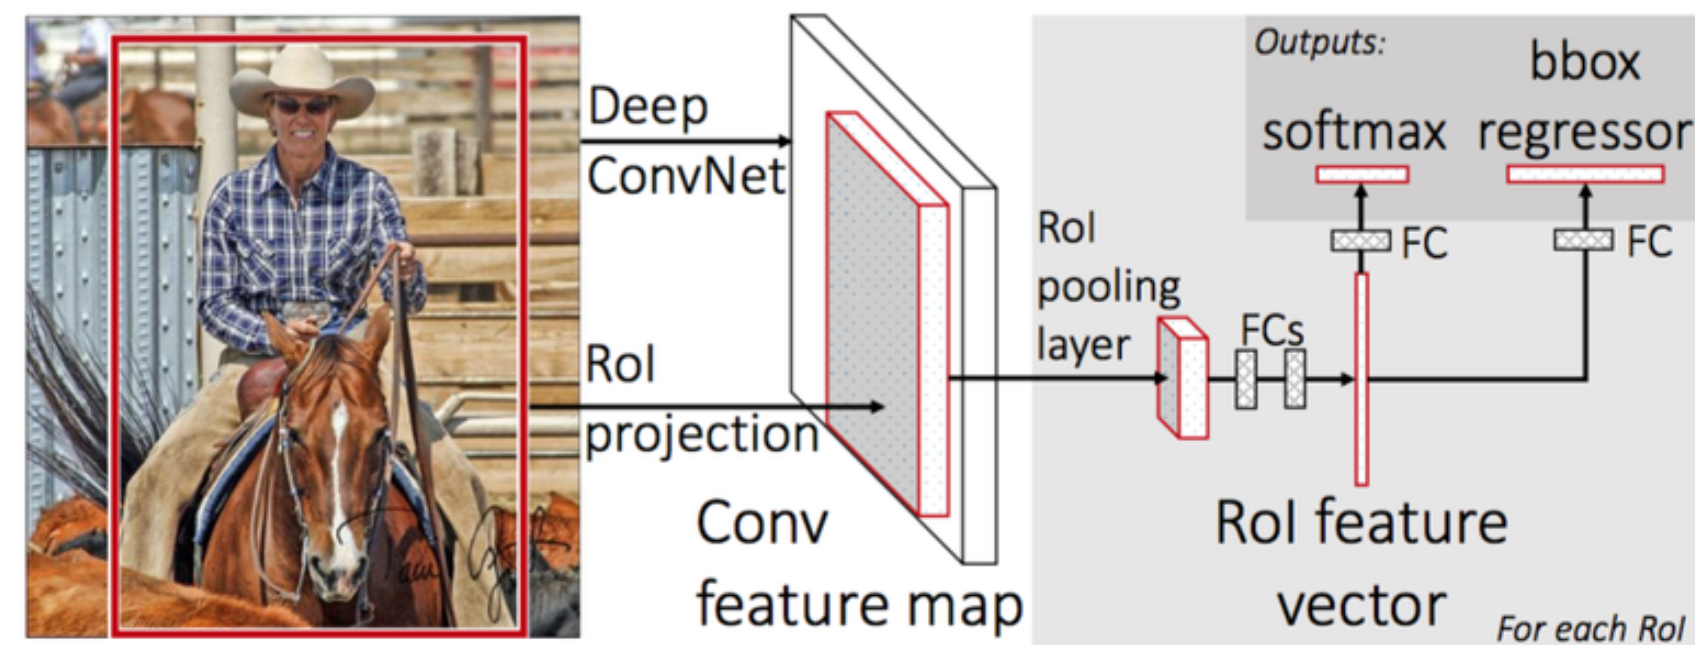 Deep
ConvNet
RoI
projection
Conv
feature map
RoI
pooling
layer
FCs
RoI feature
vector
For each RoI
Outputs:
softmax
bbox
regressor
FC
FC